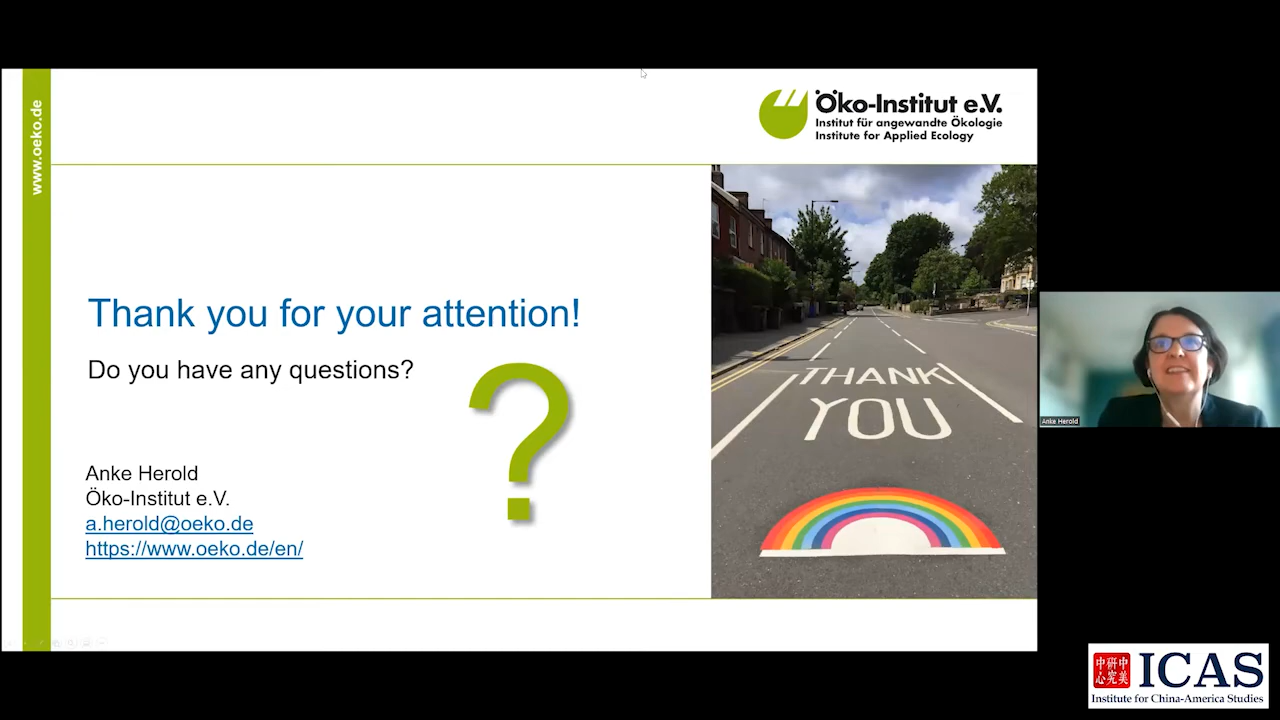 www.oeko.de
Öko-Institut e.V.
Institut für angewandte Ökologie
Institute for Applied Ecology
Thank you for your attention!
Do you have any questions?
?
Anke Herold
Öko-Institut e.V.
a.herold@oeko.de
https://www.oeko.de/en/
THANK
YOU
Anke Herold
中研中
心究美
ICAS
Institute for China-America Studies